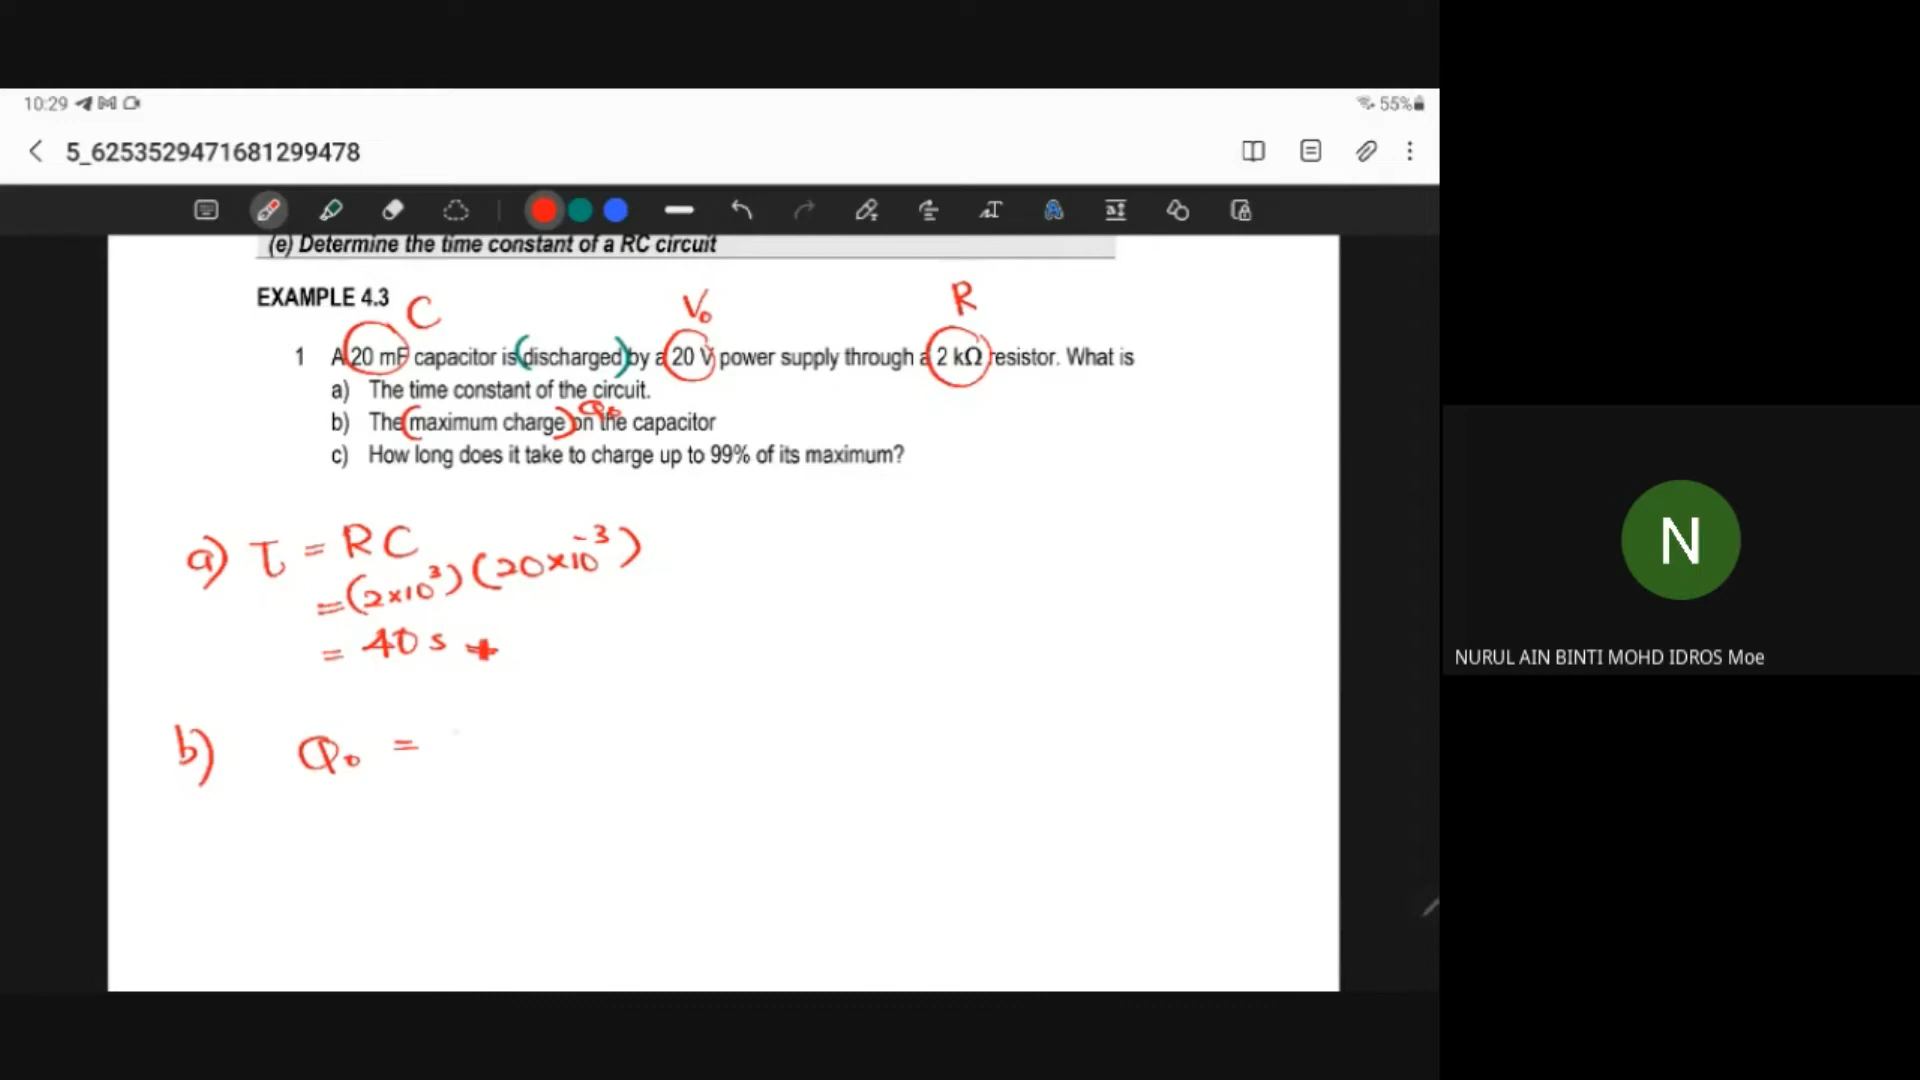 10:29
55%
5_6253529471681299478
(e) Determine the time constant of a RC circuit
EXAMPLE 4.3
C
V₀
R
1 A 20 mF capacitor is (discharged) by a 20 V power supply through a 2 kΩ resistor. What is
a) The time constant of the circuit.
Q₀
b) The (maximum charge) on the capacitor
c) How long does it take to charge up to 99% of its maximum?
a) τ = RC
= (2×10³)(20×10⁻³)
= 40 s
b) Q₀ =
N
NURUL AIN BINTI MOHD IDROS Moe